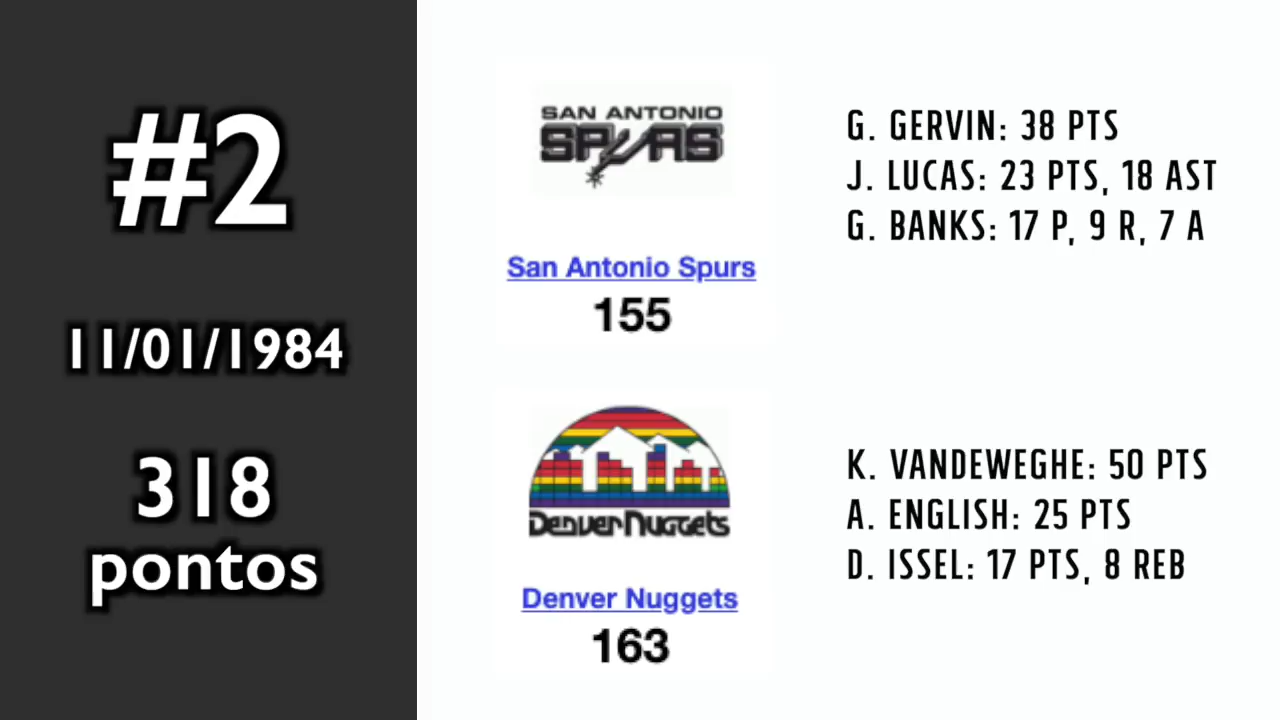 #2
11/01/1984
318
pontos
SAN ANTONIO
SPURS
San Antonio Spurs
155
G. GERVIN: 38 PTS
J. LUCAS: 23 PTS, 18 AST
G. BANKS: 17 P, 9 R, 7 A
Denver Nuggets
Denver Nuggets
163
K. VANDEWEGHE: 50 PTS
A. ENGLISH: 25 PTS
D. ISSEL: 17 PTS, 8 REB